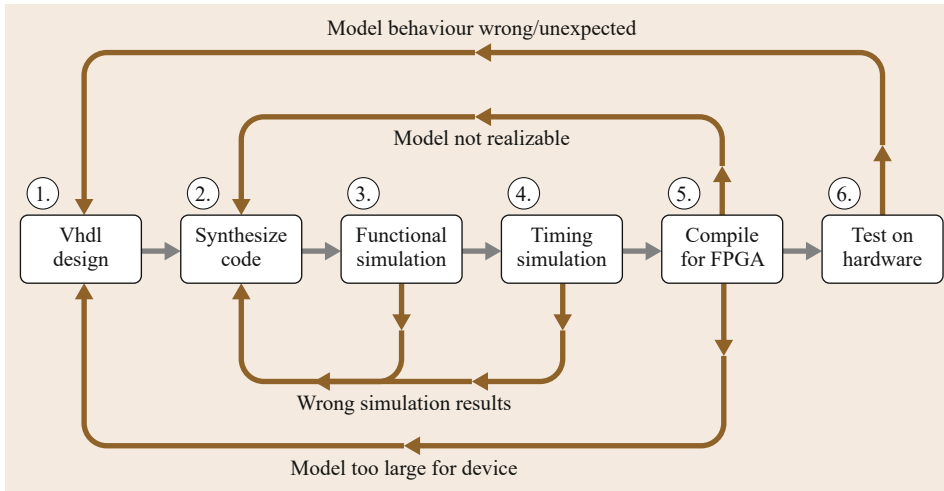 Model behaviour wrong/unexpected
Model not realizable
1.
2.
3.
4.
5.
6.
Vhdl
design
Synthesize
code
Functional
simulation
Timing
simulation
Compile
for FPGA
Test on
hardware
Wrong simulation results
Model too large for device